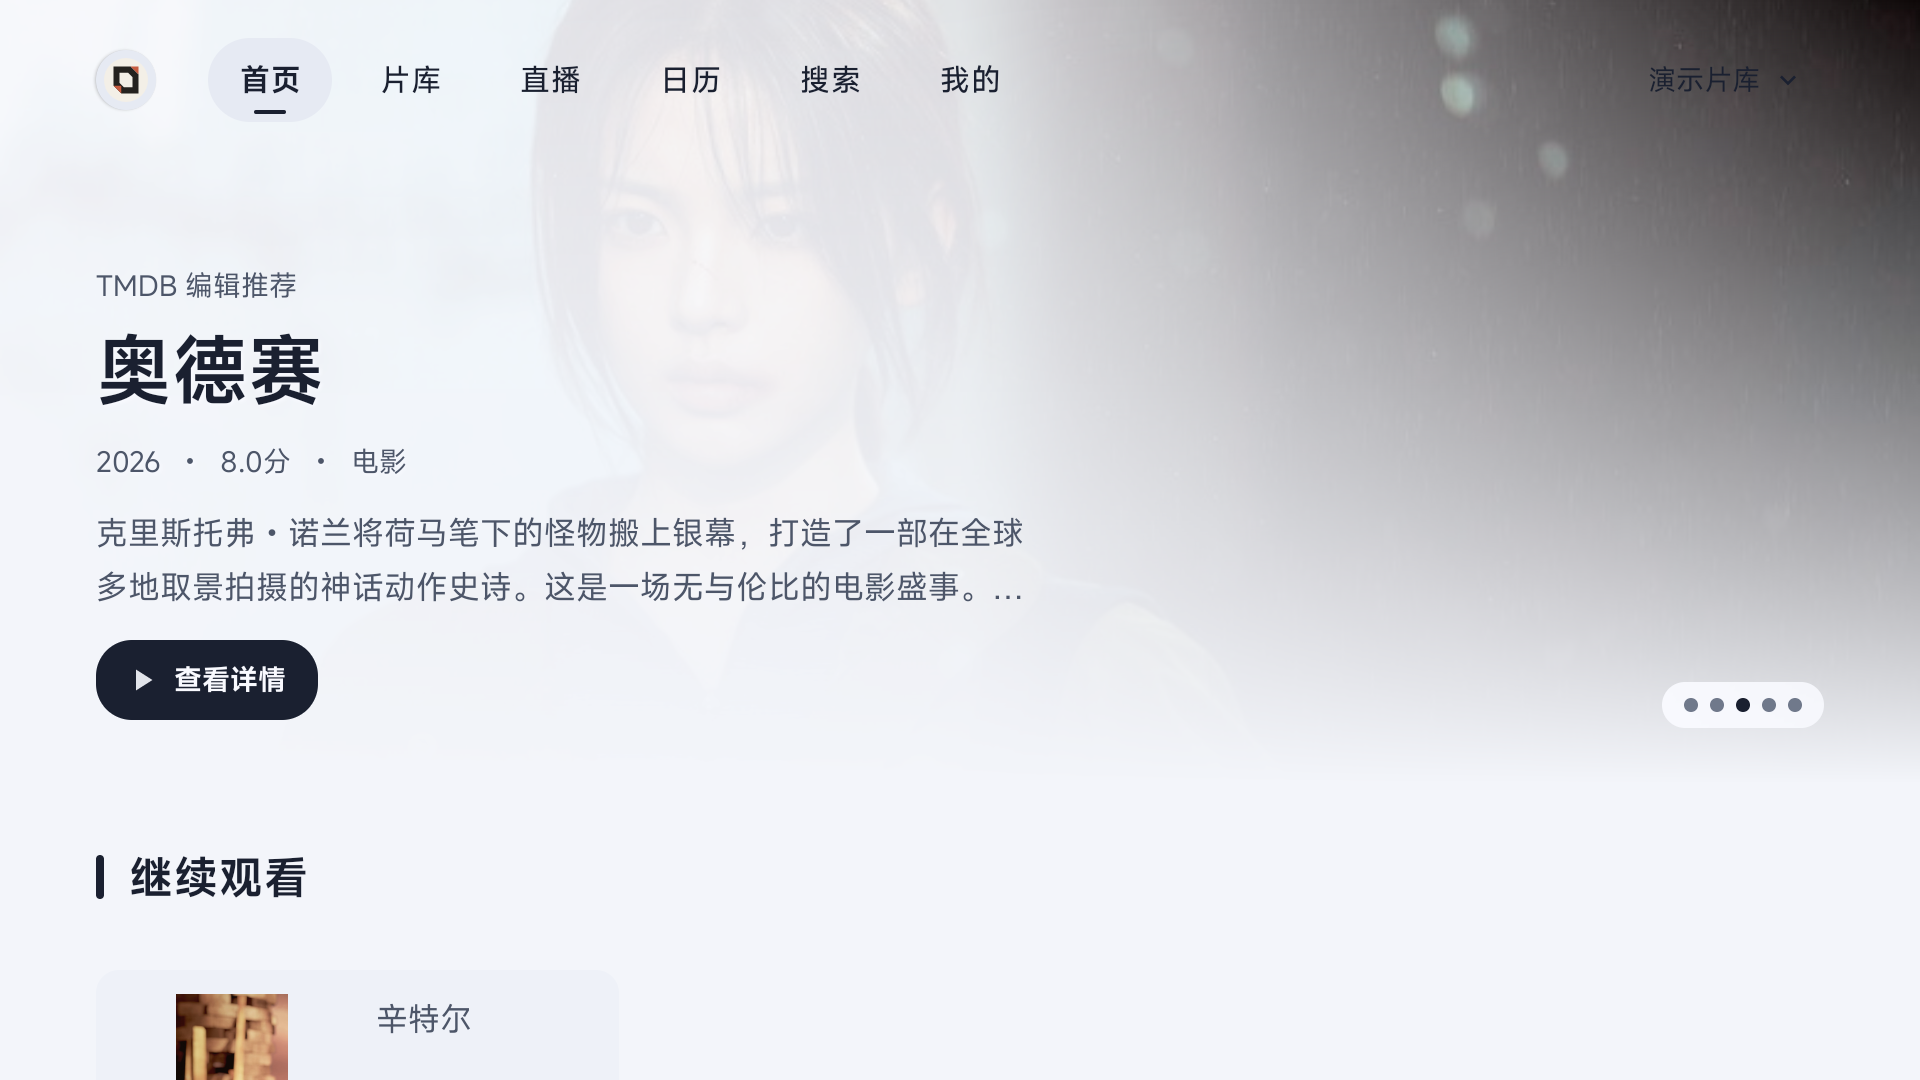 首页
片库
直播
日历
搜索
我的
演示片库
TMDB 编辑推荐
奥德赛
2026 • 8.0分 • 电影
克里斯托弗•诺兰将荷马笔下的怪物搬上银幕，打造了一部在全球
多地取景拍摄的神话动作史诗。这是一场无与伦比的电影盛事。...
查看详情
继续观看
辛特尔